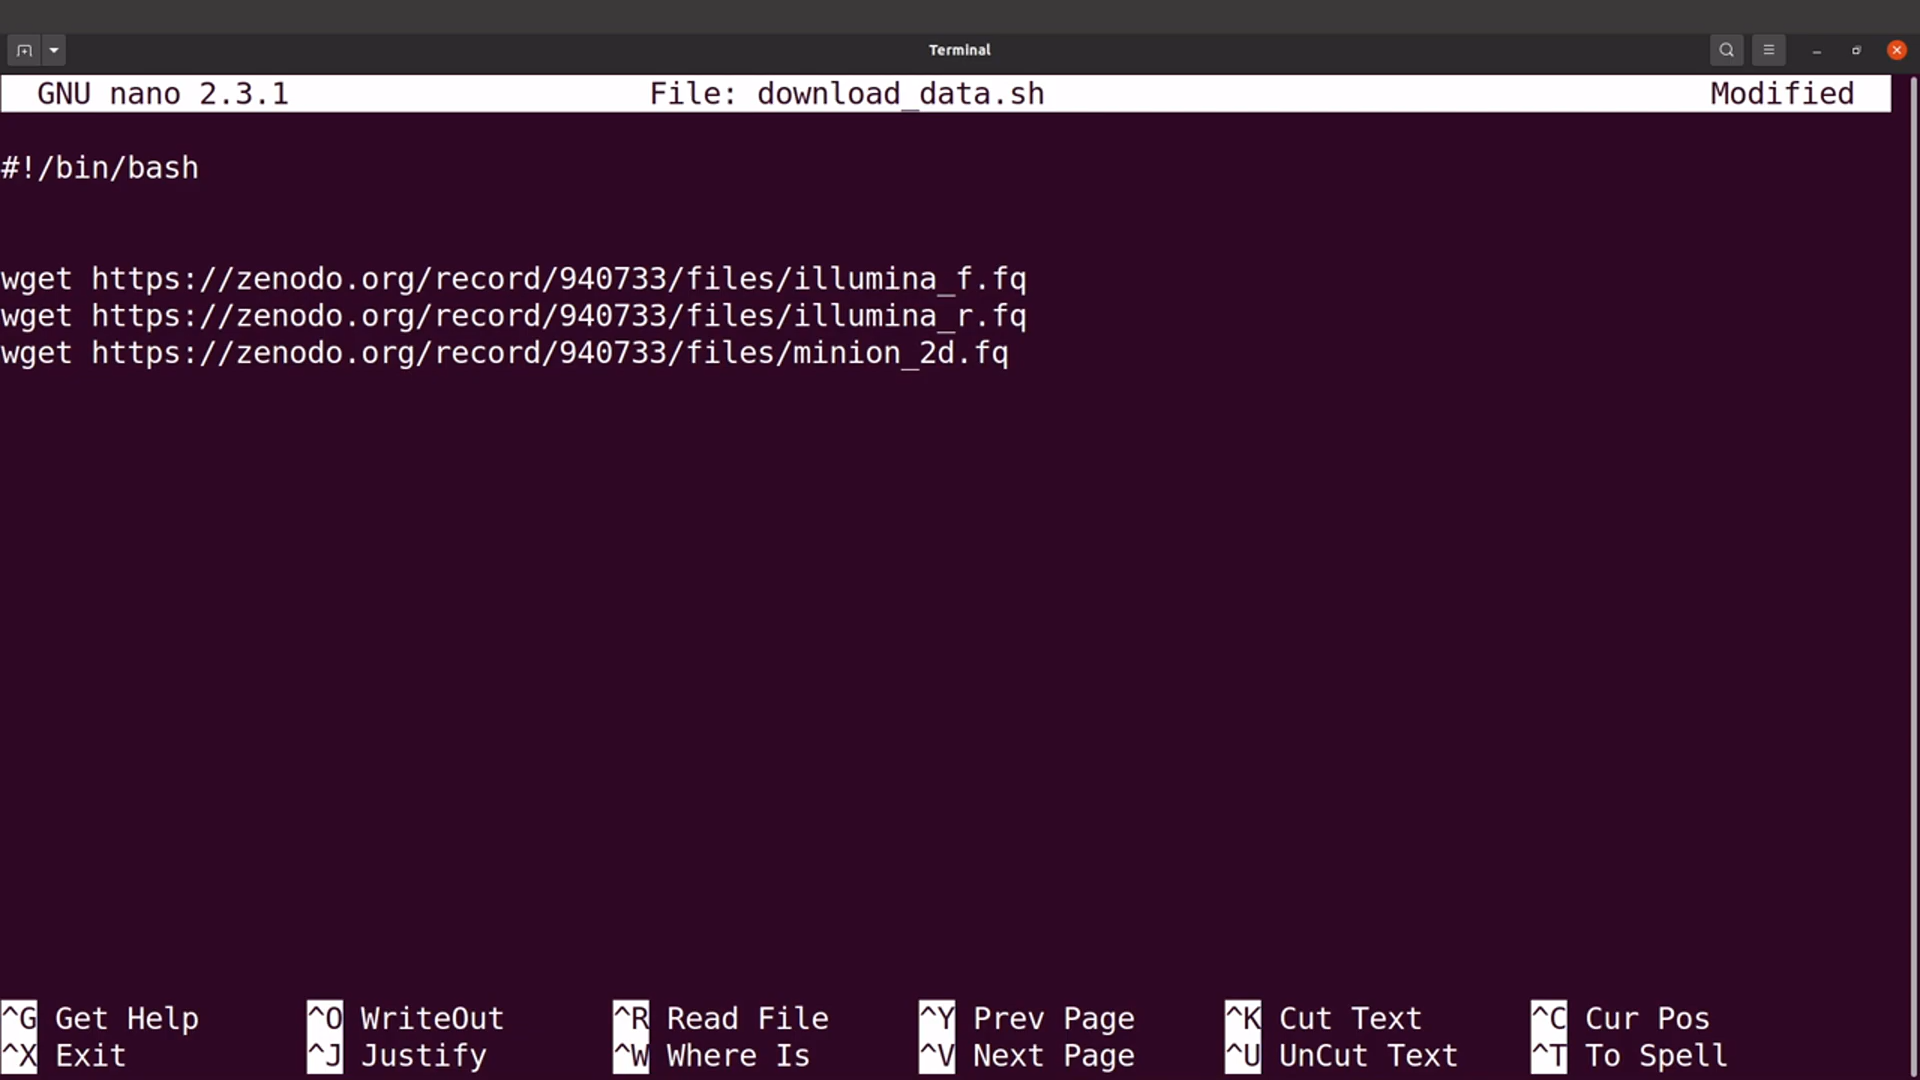 Terminal
GNU nano 2.3.1 File: download_data.sh Modified
#!/bin/bash
wget https://zenodo.org/record/940733/files/illumina_f.fq
wget https://zenodo.org/record/940733/files/illumina_r.fq
wget https://zenodo.org/record/940733/files/minion_2d.fq
^G Get Help ^O WriteOut ^R Read File ^Y Prev Page ^K Cut Text ^C Cur Pos
^X Exit ^J Justify ^W Where Is ^V Next Page ^U UnCut Text ^T To Spell